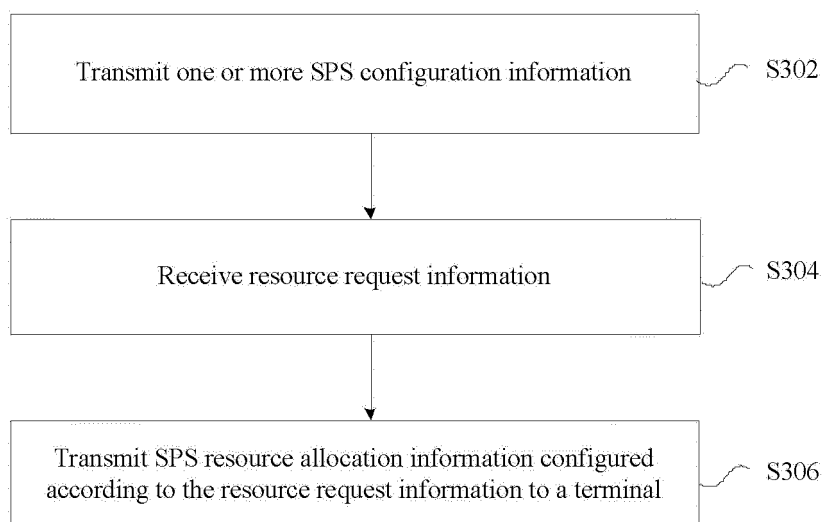 Transmit one or more SPS configuration information
S302
Receive resource request information
S304
Transmit SPS resource allocation information configured
according to the resource request information to a terminal
S306